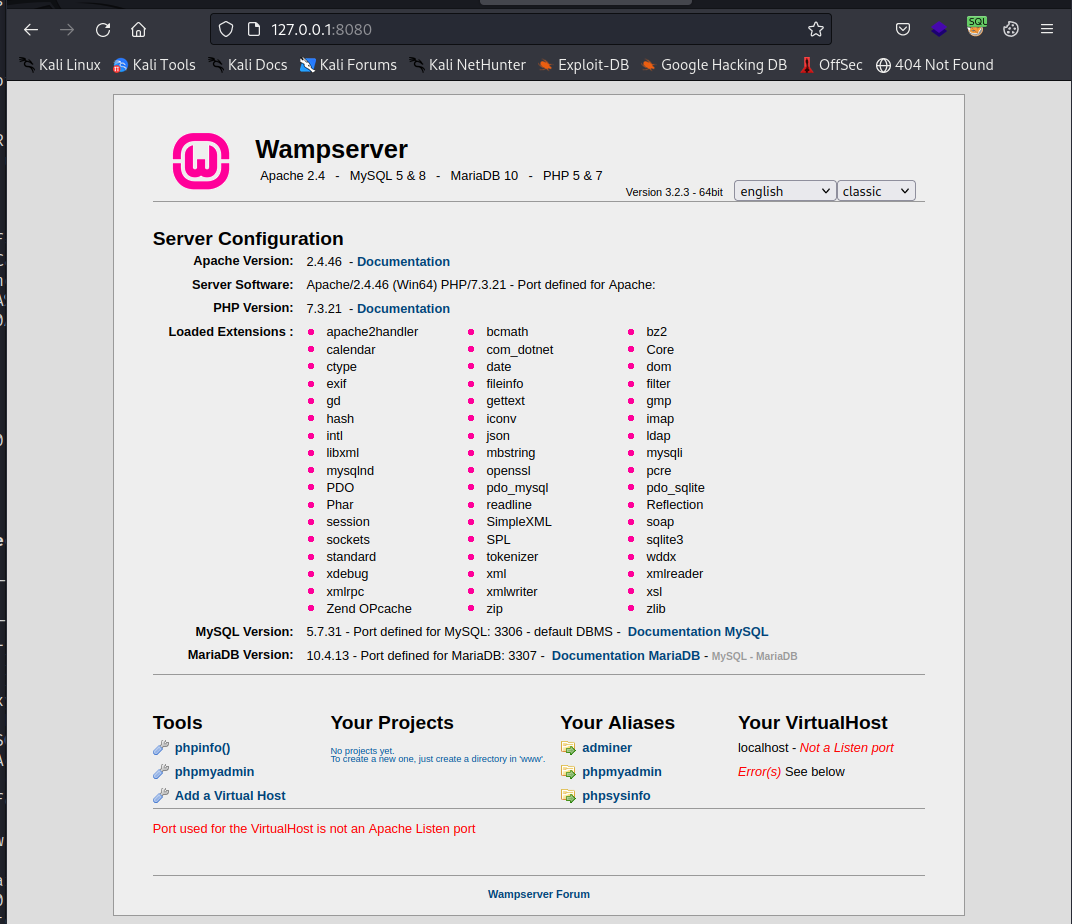 127.0.0.1:8080
SQL
Kali Linux Kali Tools Kali Docs Kali Forums Kali NetHunter Exploit-DB Google Hacking DB OffSec 404 Not Found
Wampserver
Apache 2.4 - MySQL 5 & 8 - MariaDB 10 - PHP 5 & 7
Version 3.2.3 - 64bit english classic
Server Configuration
Apache Version: 2.4.46 - Documentation
Server Software: Apache/2.4.46 (Win64) PHP/7.3.21 - Port defined for Apache:
PHP Version: 7.3.21 - Documentation
Loaded Extensions : apache2handler bcmath bz2
calendar com_dotnet Core
ctype date dom
exif fileinfo filter
gd gettext gmp
hash iconv imap
intl json ldap
libxml mbstring mysqli
mysqlnd openssl pcre
PDO pdo_mysql pdo_sqlite
Phar readline Reflection
session SimpleXML soap
sockets SPL sqlite3
standard tokenizer wddx
xdebug xml xmlreader
xmlrpc xmlwriter xsl
Zend OPcache zip zlib
MySQL Version: 5.7.31 - Port defined for MySQL: 3306 - default DBMS - Documentation MySQL
MariaDB Version: 10.4.13 - Port defined for MariaDB: 3307 - Documentation MariaDB - MySQL - MariaDB
Tools
phpinfo()
phpmyadmin
Add a Virtual Host
Your Projects
No projects yet.
To create a new one, just create a directory in 'www'.
Your Aliases
adminer
phpmyadmin
phpsysinfo
Your VirtualHost
localhost - Not a Listen port
Error(s) See below
Port used for the VirtualHost is not an Apache Listen port
Wampserver Forum